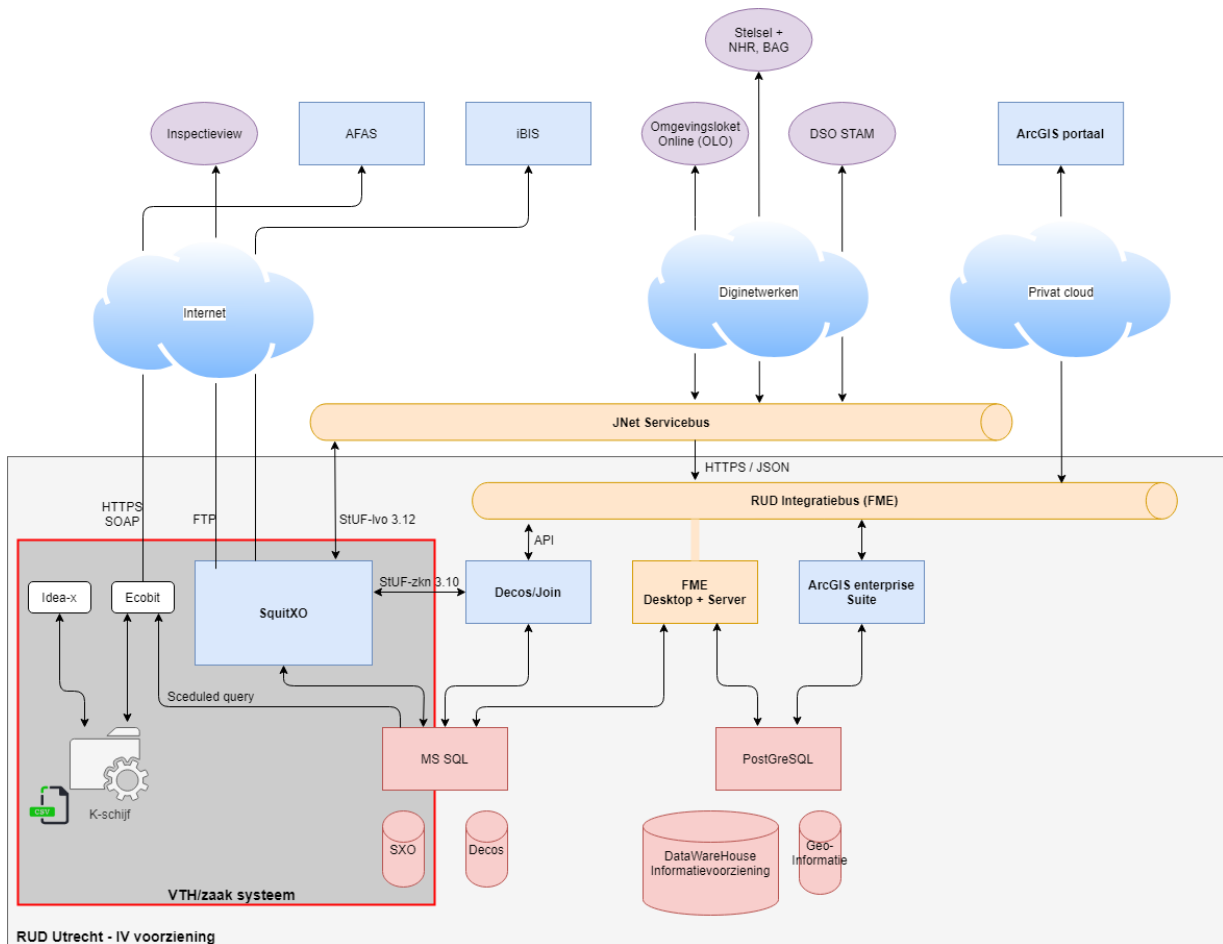 Stelsel +
NHR, BAG
Inspectieview
AFAS
iBIS
Omgevingsloket
Online (OLO)
DSO STAM
ArcGIS portaal
Internet
Diginetwerken
Privat cloud
JNet Servicebus
HTTPS / JSON
RUD Integratiebus (FME)
HTTPS
SOAP
FTP
StUF-lvo 3.12
API
Idea-x
Ecobit
SquitXO
StUF-zkn 3.10
Decos/Join
FME
Desktop + Server
ArcGIS enterprise
Suite
Sceduled query
MS SQL
PostGreSQL
CSV
K-schijf
SXO
Decos
DataWareHouse
Informatievoorziening
Geo-
Informatie
VTH/zaak systeem
RUD Utrecht - IV voorziening